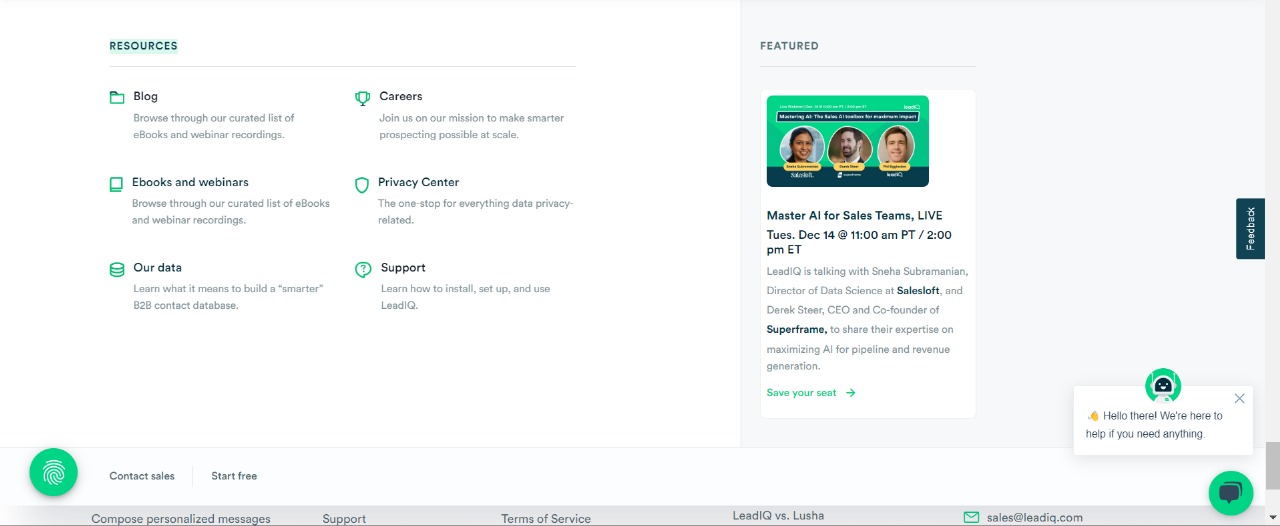 RESOURCES
Blog
Browse through our curated list of
eBooks and webinar recordings.
Careers
Join us on our mission to make smarter
prospecting possible at scale.
Ebooks and webinars
Browse through our curated list of eBooks
and webinar recordings.
Privacy Center
The one-stop for everything data privacy-
related.
Our data
Learn what it means to build a “smarter”
B2B contact database.
Support
Learn how to install, set up, and use
LeadIQ.
FEATURED
Live Webinar | Dec. 14 @ 11:00 am PT / 2:00 pm ET
leadIQ
Mastering AI: The Sales AI toolbox for maximum impact
Sneha Subramanian
Derek Steer
Salesloft.
leadIQ
Master AI for Sales Teams, LIVE
Tues. Dec 14 @ 11:00 am PT / 2:00
pm ET
LeadIQ is talking with Sneha Subramanian,
Director of Data Science at Salesloft, and
Derek Steer, CEO and Co-founder of
Superframe, to share their expertise on
maximizing AI for pipeline and revenue
generation.
Save your seat
Feedback
👋 Hello there! We're here to
help if you need anything.
Contact sales
Start free
Compose personalized messages
Support
Terms of Service
LeadIQ vs. Lusha
sales@leadiq.com